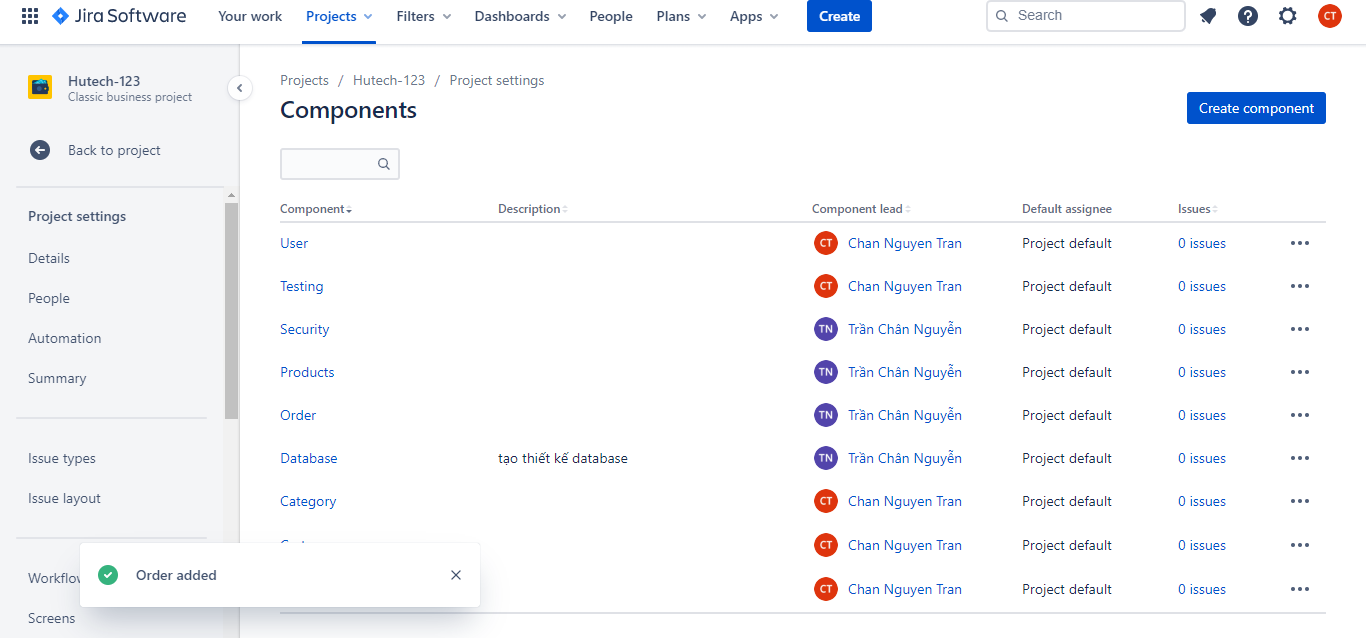 Jira Software Your work Projects Filters Dashboards People Plans Apps Create Search CT
Hutech-123
Classic business project
Back to project
Project settings
Details
People
Automation
Summary
Issue types
Issue layout
Screens
Projects / Hutech-123 / Project settings
Components
Create component
Component Description Component lead Default assignee Issues
User CT Chan Nguyen Tran Project default 0 issues
Testing CT Chan Nguyen Tran Project default 0 issues
Security TN Trần Chân Nguyễn Project default 0 issues
Products TN Trần Chân Nguyễn Project default 0 issues
Order TN Trần Chân Nguyễn Project default 0 issues
Database tạo thiết kế database TN Trần Chân Nguyễn Project default 0 issues
Category CT Chan Nguyen Tran Project default 0 issues
CT Chan Nguyen Tran Project default 0 issues
CT Chan Nguyen Tran Project default 0 issues
Order added